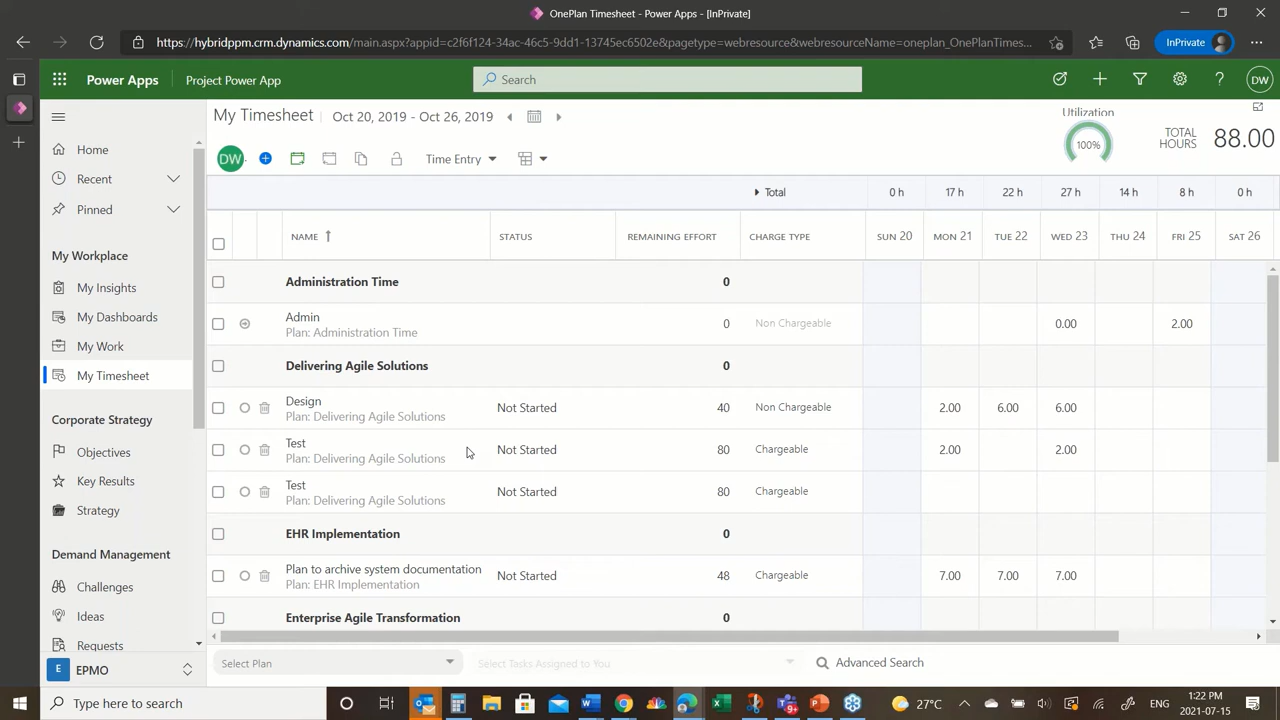 OnePlan Timesheet - Power Apps - [InPrivate]
https://hybridppm.crm.dynamics.com/main.aspx?appid=c2f6f124-34ac-46c5-9dd1-13745ec6502e&pagetype=webresource&webresourceName=oneplan_OnePlanTimes...
InPrivate
Power Apps
Project Power App
Search
?
DW
My Timesheet
Oct 20, 2019 - Oct 26, 2019
Utilization
100%
TOTAL
HOURS
88.00
DW
Time Entry
Home
Recent
Pinned
My Workplace
My Insights
My Dashboards
My Work
My Timesheet
Corporate Strategy
Objectives
Key Results
Strategy
Demand Management
Challenges
Ideas
Requests
E EPMO
Total 0 h 17 h 22 h 27 h 14 h 8 h 0 h
NAME STATUS REMAINING EFFORT CHARGE TYPE SUN 20 MON 21 TUE 22 WED 23 THU 24 FRI 25 SAT 26
Administration Time 0
Admin 0 Non Chargeable 0.00 2.00
Plan: Administration Time
Delivering Agile Solutions 0
Design Not Started 40 Non Chargeable 2.00 6.00 6.00
Plan: Delivering Agile Solutions
Test Not Started 80 Chargeable 2.00 2.00
Plan: Delivering Agile Solutions
Test Not Started 80 Chargeable
Plan: Delivering Agile Solutions
EHR Implementation 0
Plan to archive system documentation Not Started 48 Chargeable 7.00 7.00 7.00
Plan: EHR Implementation
Enterprise Agile Transformation 0
Select Plan
Select Tasks Assigned to You
Advanced Search
Type here to search
27°C
ENG
1:22 PM
2021-07-15